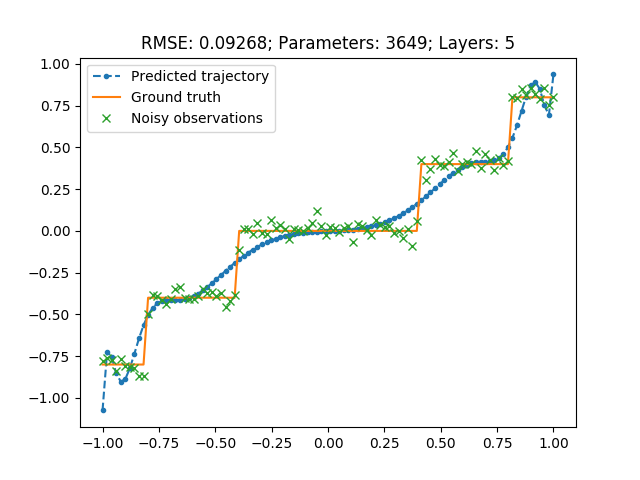 RMSE: 0.09268; Parameters: 3649; Layers: 5
1.00
0.75
0.50
0.25
0.00
−0.25
−0.50
−0.75
−1.00
Predicted trajectory
Ground truth
Noisy observations
−1.00 −0.75 −0.50 −0.25 0.00 0.25 0.50 0.75 1.00